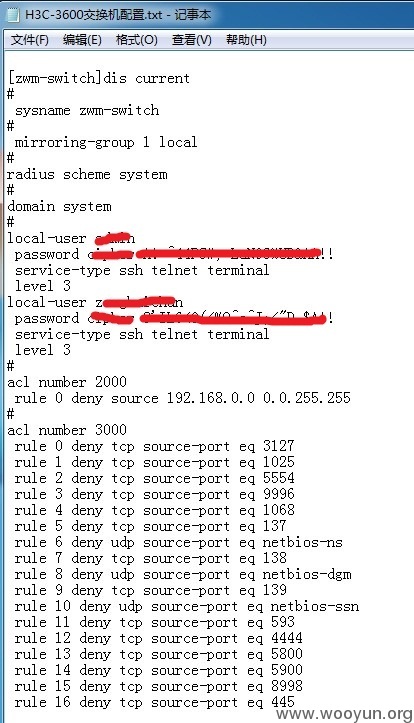 H3C-3600交换机配置.txt - 记事本
文件(F) 编辑(E) 格式(O) 查看(V) 帮助(H)
[zwm-switch]dis current
#
sysname zwm-switch
#
mirroring-group 1 local
#
radius scheme system
#
domain system
#
local-user
password !!
service-type ssh telnet terminal
level 3
local-user
password !
service-type ssh telnet terminal
level 3
#
acl number 2000
rule 0 deny source 192.168.0.0 0.0.255.255
#
acl number 3000
rule 0 deny tcp source-port eq 3127
rule 1 deny tcp source-port eq 1025
rule 2 deny tcp source-port eq 5554
rule 3 deny tcp source-port eq 9996
rule 4 deny tcp source-port eq 1068
rule 5 deny tcp source-port eq 137
rule 6 deny udp source-port eq netbios-ns
rule 7 deny tcp source-port eq 138
rule 8 deny udp source-port eq netbios-dgm
rule 9 deny tcp source-port eq 139
rule 10 deny udp source-port eq netbios-ssn
rule 11 deny tcp source-port eq 593
rule 12 deny tcp source-port eq 4444
rule 13 deny tcp source-port eq 5800
rule 14 deny tcp source-port eq 5900
rule 15 deny tcp source-port eq 8998
rule 16 deny tcp source-port eq 445
www.wooyun.org